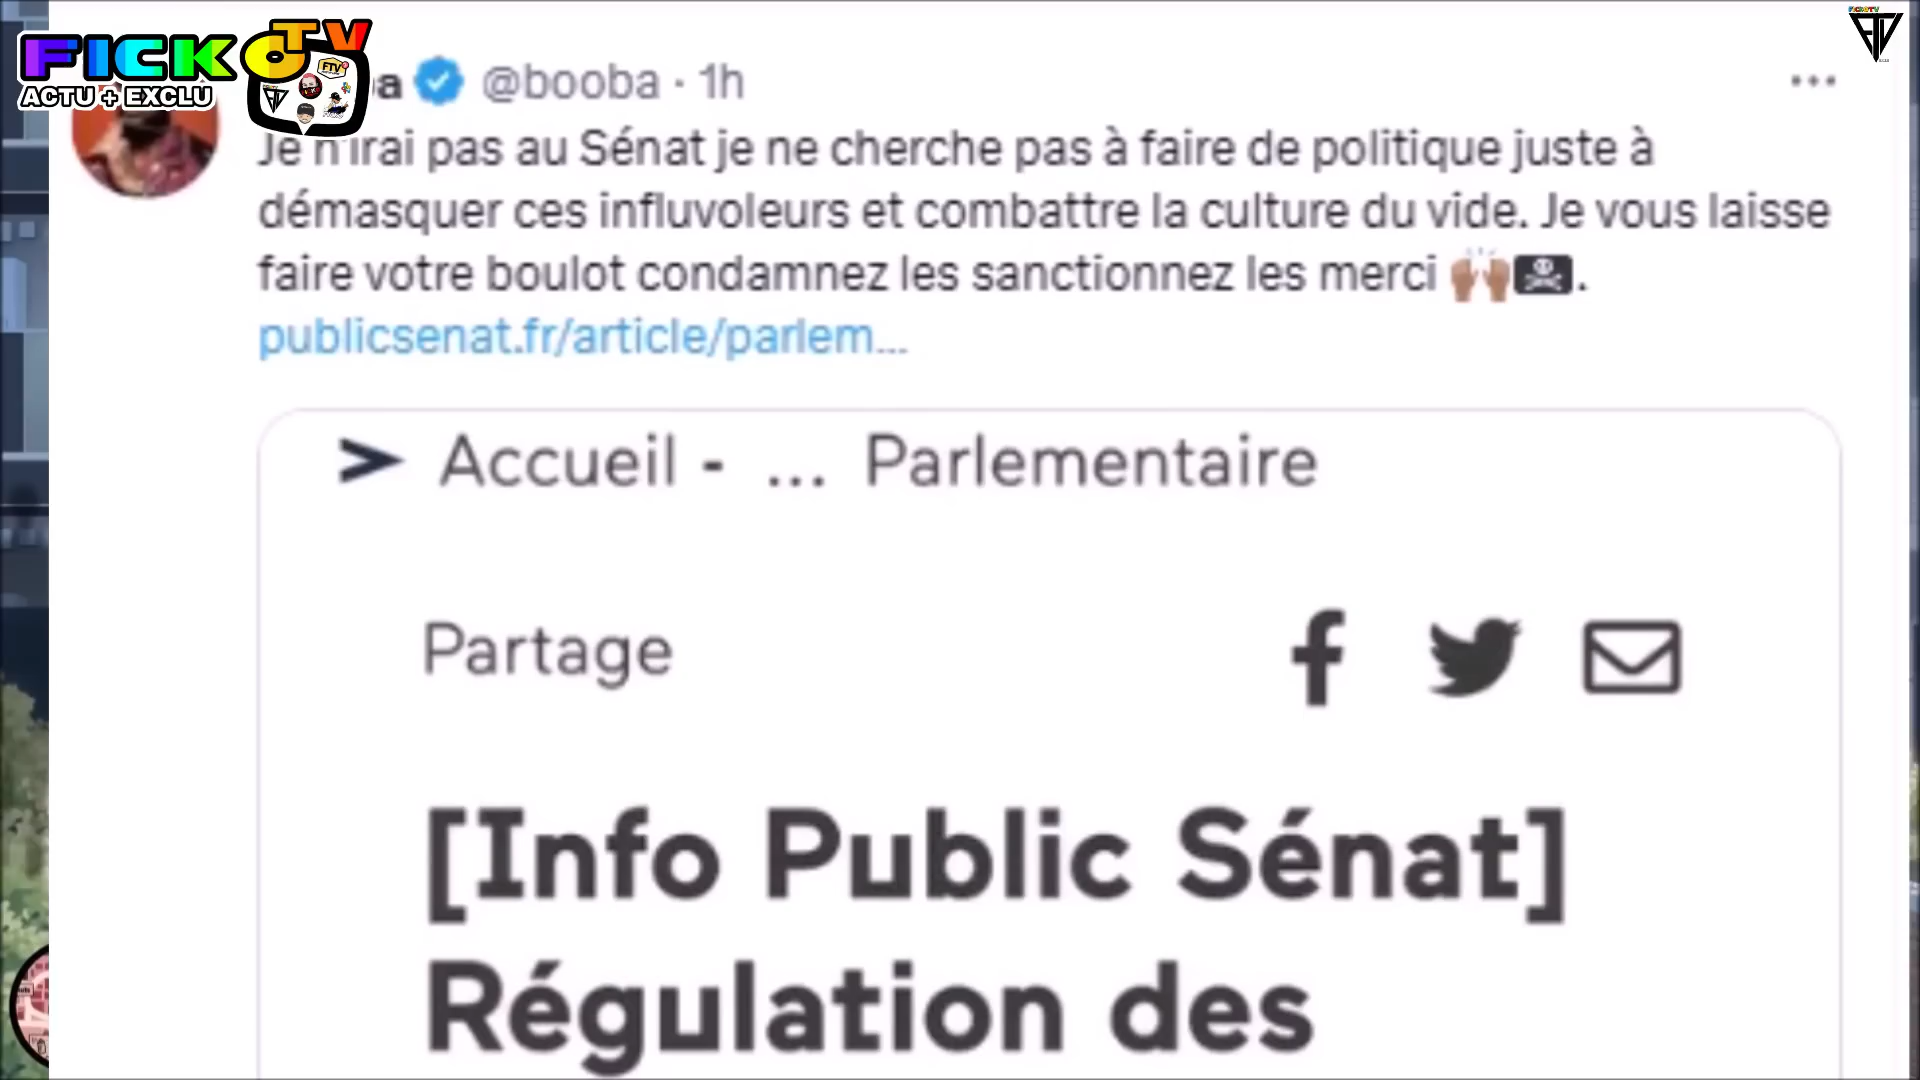 FICKOTV
ACTU + EXCLU
FTV
a @booba · 1h
Je n'irai pas au Sénat je ne cherche pas à faire de politique juste à
démasquer ces influvoleurs et combattre la culture du vide. Je vous laisse
faire votre boulot condamnez les sanctionnez les merci 🙌🏽🏴‍☠️.
publicsenat.fr/article/parlem...
> Accueil - ... Parlementaire
Partage
[Info Public Sénat]
Régulation des